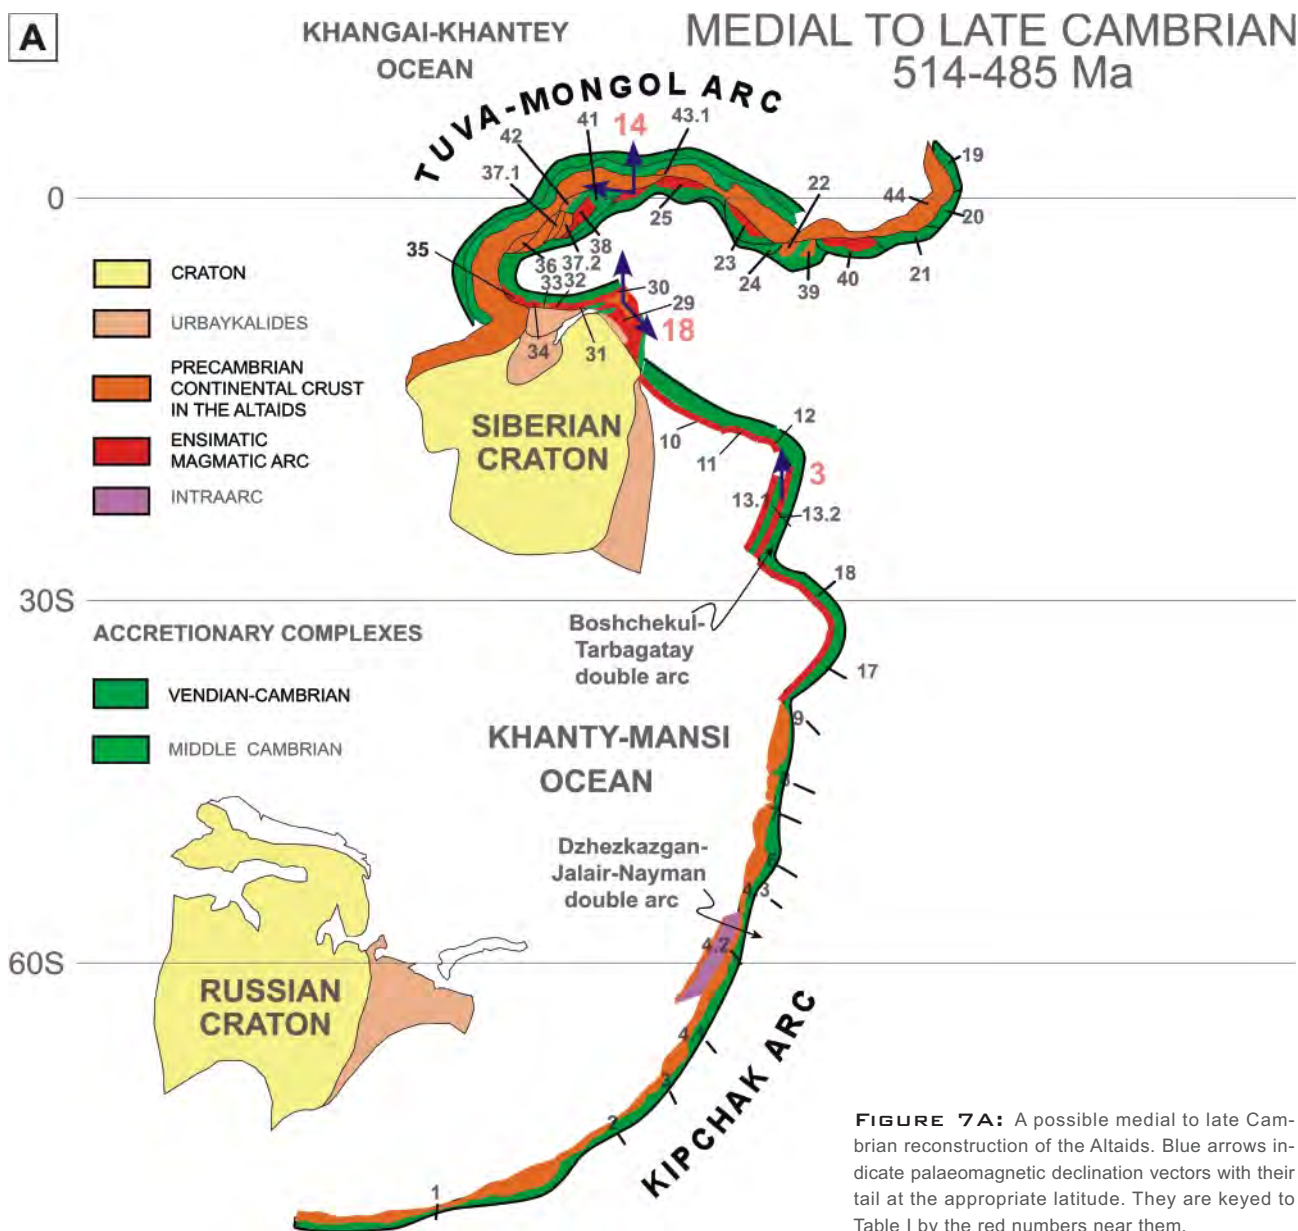 A
KHANGAI-KHANTEY
OCEAN
MEDIAL TO LATE CAMBRIAN
514-485 Ma
TUVA-MONGOL ARC
42
41
14
43.1
37.1
22
44
19
0
25
20
35
38
23
21
36
37.2
24
39
40
33
32
30
29
18
34
31
CRATON
URBAYKALIDES
PRECAMBRIAN
CONTINENTAL CRUST
IN THE ALTAIDS
ENSIMATIC
MAGMATIC ARC
INTRAARC
SIBERIAN
CRATON
10
11
12
3
13.1
13.2
18
30S
ACCRETIONARY COMPLEXES
VENDIAN-CAMBRIAN
MIDDLE CAMBRIAN
Boshchekul-
Tarbagatay
double arc
17
9
KHANTY-MANSI
OCEAN
Dzhezkazgan-
Jalair-Nayman
double arc
4.2
60S
RUSSIAN
CRATON
KIPCHAK ARC
3
2
1
FIGURE 7A: A possible medial to late Cam-
brian reconstruction of the Altaids. Blue arrows in-
dicate palaeomagnetic declination vectors with their
tail at the appropriate latitude. They are keyed to
Table I by the red numbers near them.